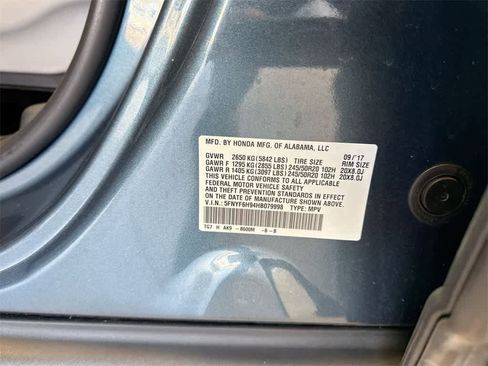 MFD. BY HONDA MFG. OF ALABAMA, LLC
GVWR 2650 KG (5842 LBS) TIRE SIZE 09/17 RIM SIZE
GAWR F 1295 KG (2855 LBS) 245/50R20 102H 20X8.0J
GAWR R 1405 KG (3097 LBS) 245/50R20 102H 20X8.0J
THIS VEHICLE CONFORMS TO ALL APPLICABLE
FEDERAL MOTOR VEHICLE SAFETY
STANDARDS IN EFFECT ON THE DATE OF
MANUFACTURE SHOWN ABOVE.
V.I.N.: 5FNYF6H94HB079998 TYPE: MPV
TG7 H AK9 - B600M -B - B